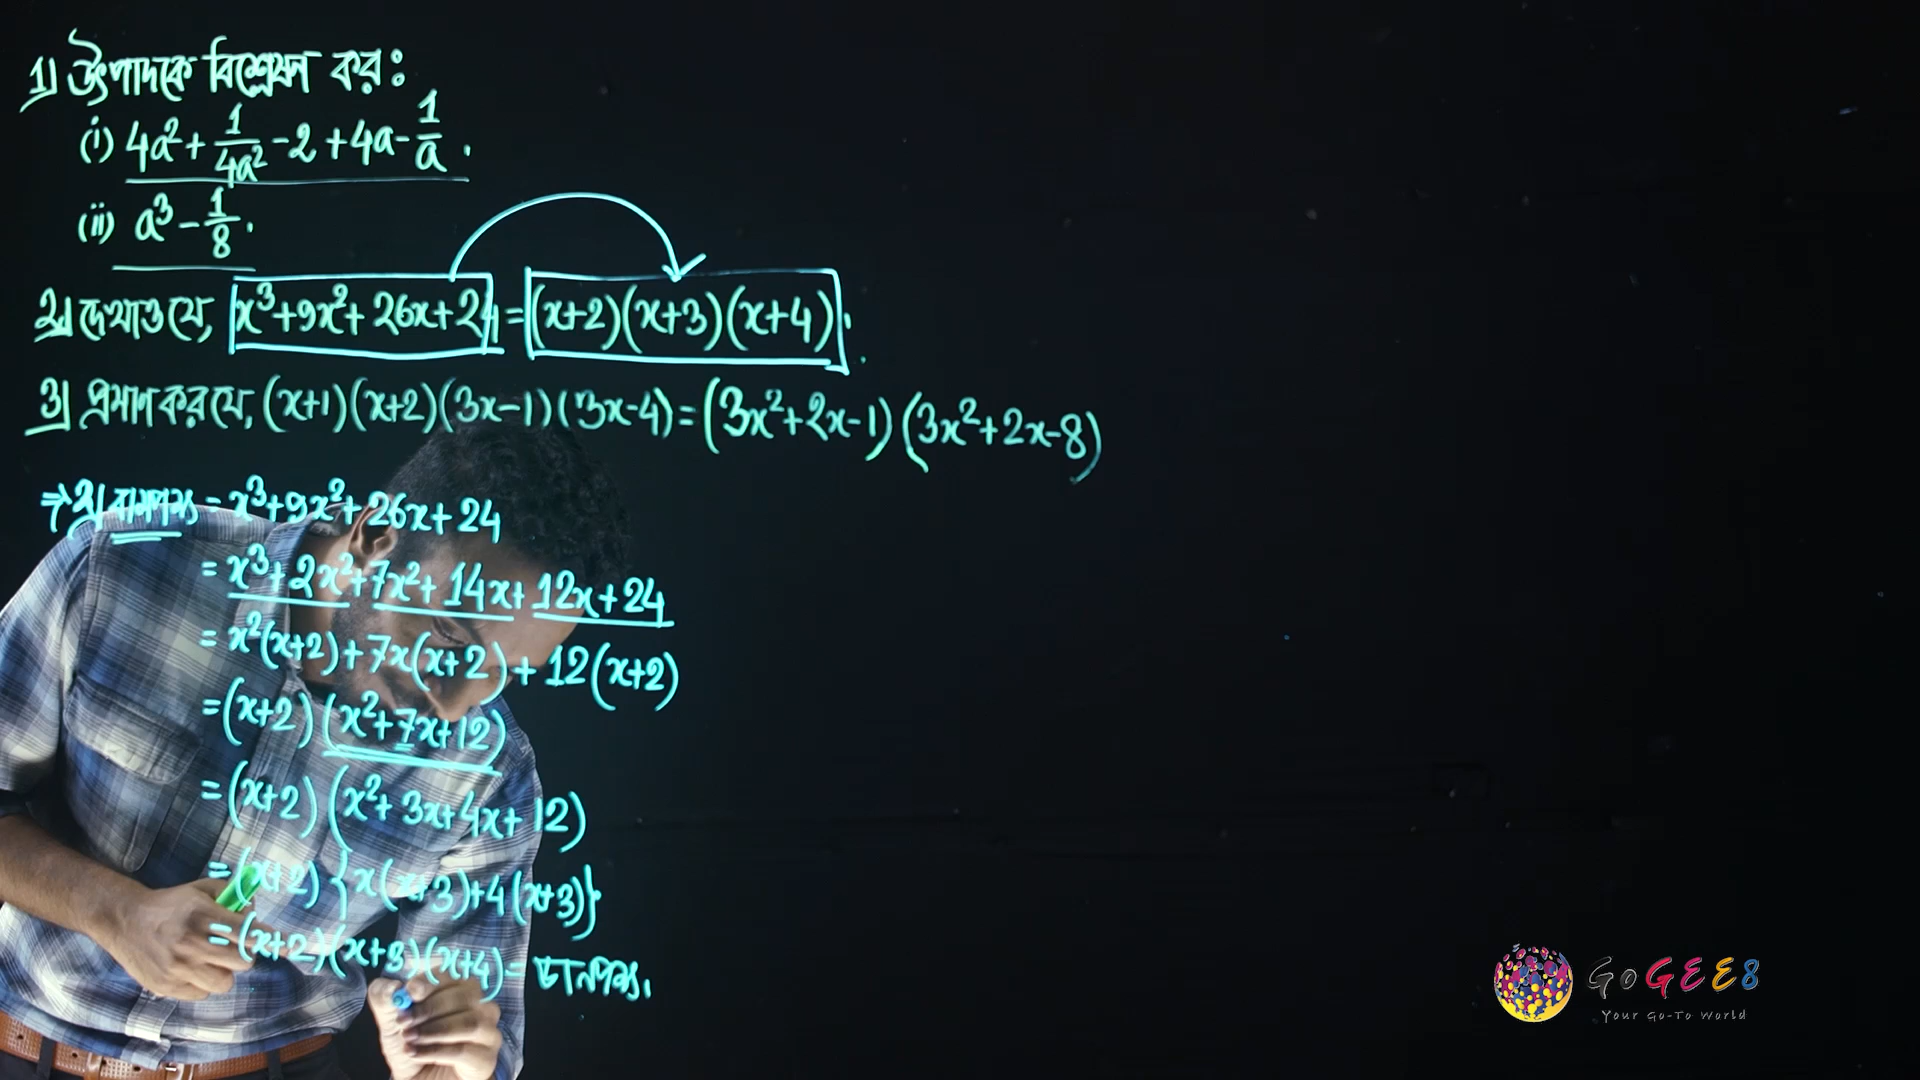 1) উৎপাদকে বিশ্লেষন কর :
(i) 4a²+1/4a²-2+4a-1/a.
(ii) a³-1/8.
২) দেখাও যে, x³+9x²+26x+24=(x+2)(x+3)(x+4).
৩) প্রমাণ কর যে, (x+1)(x+2)(3x-1)(3x-4)=(3x²+2x-1)(3x²+2x-8)
⇒২) বামপক্ষ = x³+9x²+26x+24
= x³+2x²+7x²+14x+12x+24
= x²(x+2)+7x(x+2)+12(x+2)
=(x+2)(x²+7x+12)
=(x+2)(x²+3x+4x+12)
=(x+2){x(x+3)+4(x+3)}
=(x+2)(x+3)(x+4)= ডানপক্ষ.
GoGEE8
Your Go-To World